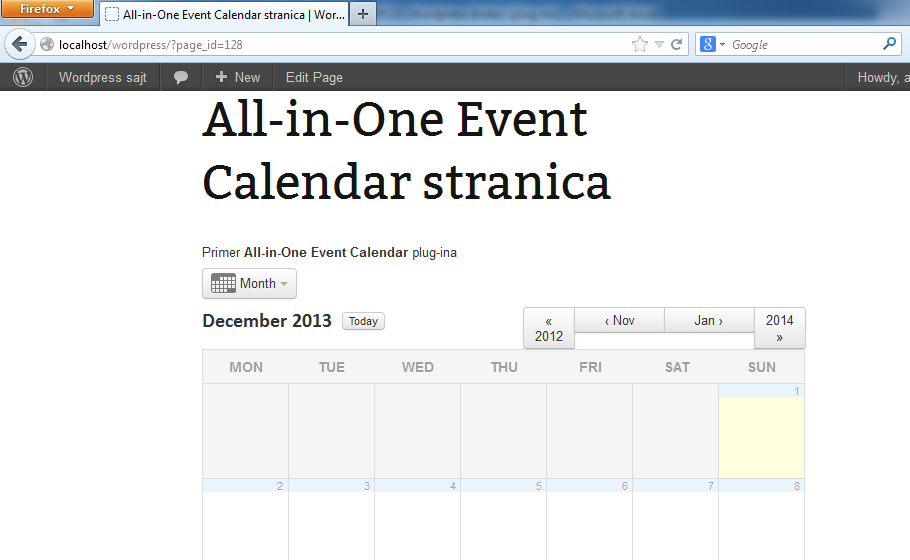 Firefox
All-in-One Event Calendar stranica | Wor...
localhost/wordpress/?page_id=128
Google
Wordpress sajt
New
Edit Page
Howdy, a
All-in-One Event
Calendar stranica
Primer All-in-One Event Calendar plug-ina
Month
December 2013 Today « 2012 ‹ Nov Jan › 2014 »
MON TUE WED THU FRI SAT SUN
1
2 3 4 5 6 7 8